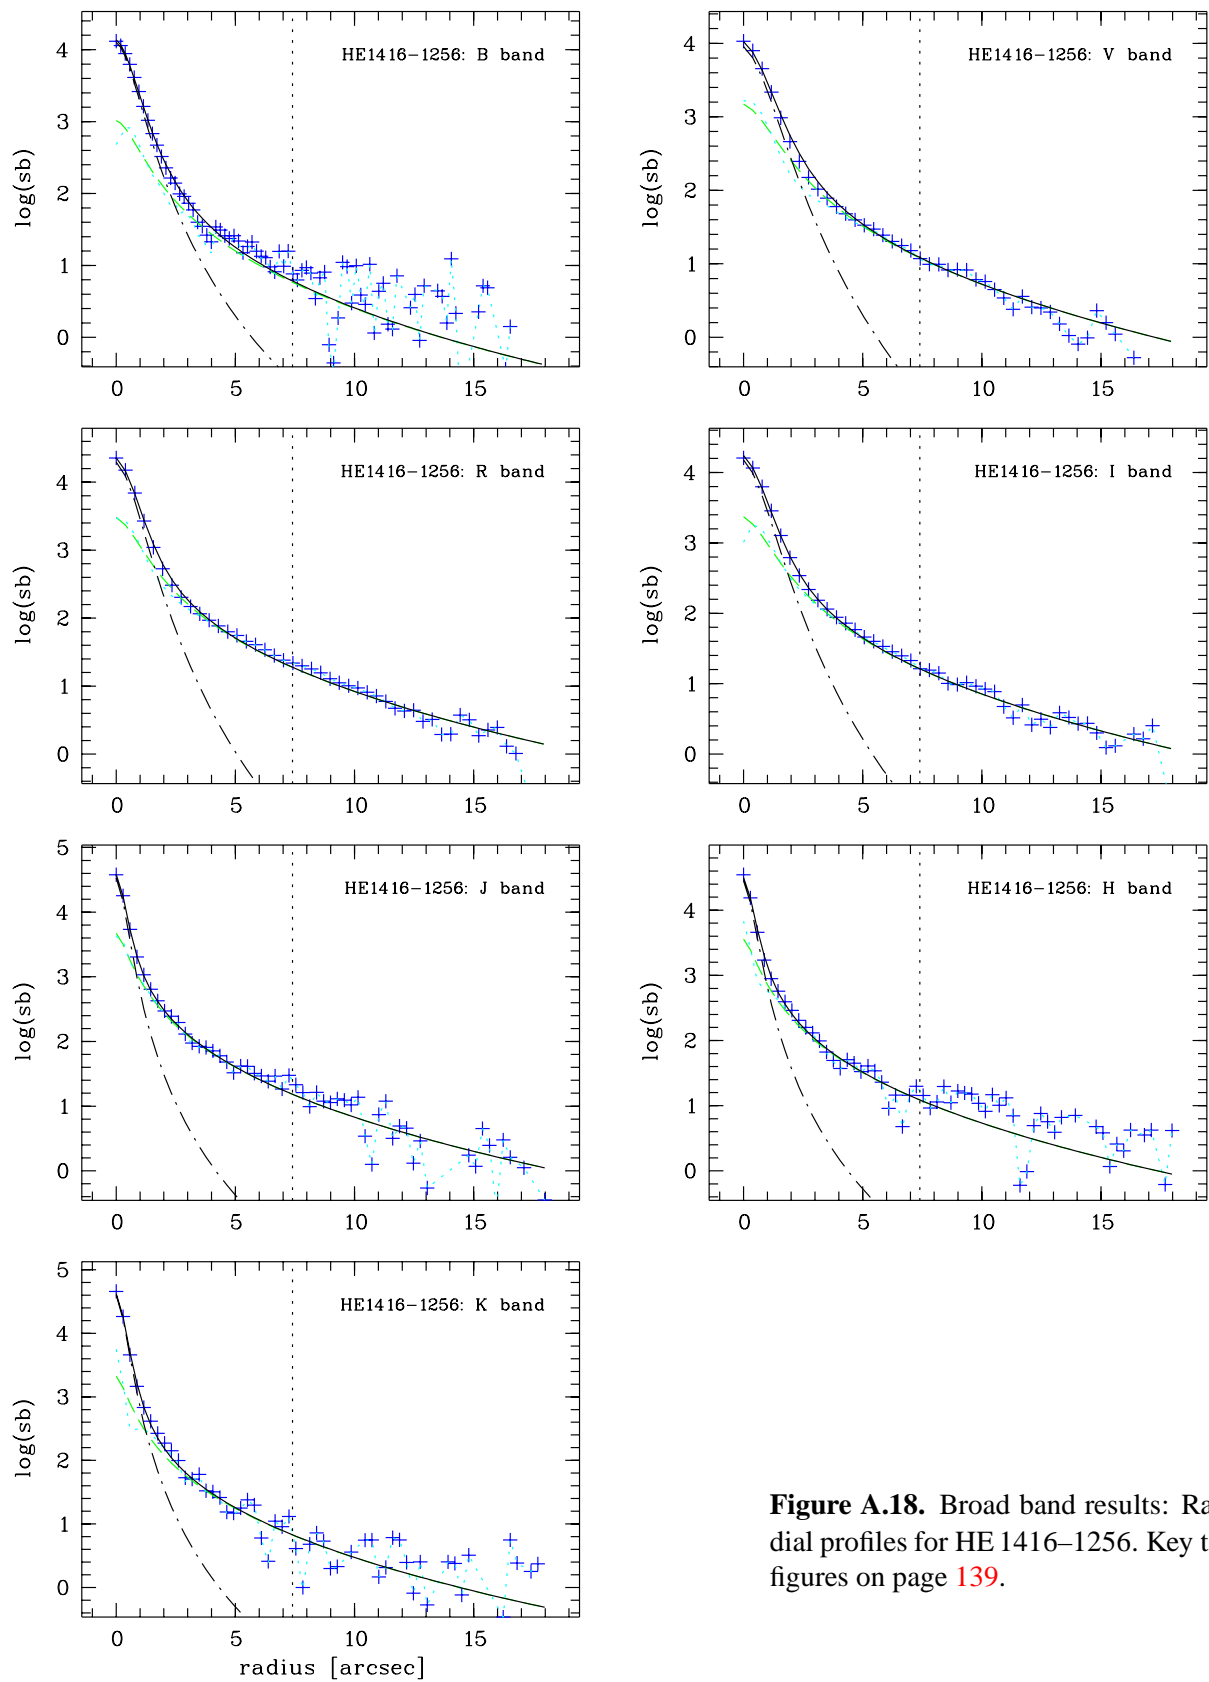 HE1416−1256: B band
log(sb)
4
3
2
1
0
0 5 10 15
HE1416−1256: V band
log(sb)
4
3
2
1
0
0 5 10 15
HE1416−1256: R band
log(sb)
4
3
2
1
0
0 5 10 15
HE1416−1256: I band
log(sb)
4
3
2
1
0
0 5 10 15
HE1416−1256: J band
log(sb)
5
4
3
2
1
0
0 5 10 15
HE1416−1256: H band
log(sb)
4
3
2
1
0
0 5 10 15
HE1416−1256: K band
log(sb)
5
4
3
2
1
0
0 5 10 15
radius [arcsec]
Figure A.18. Broad band results: Ra
dial profiles for HE 1416–1256. Key t
figures on page 139.